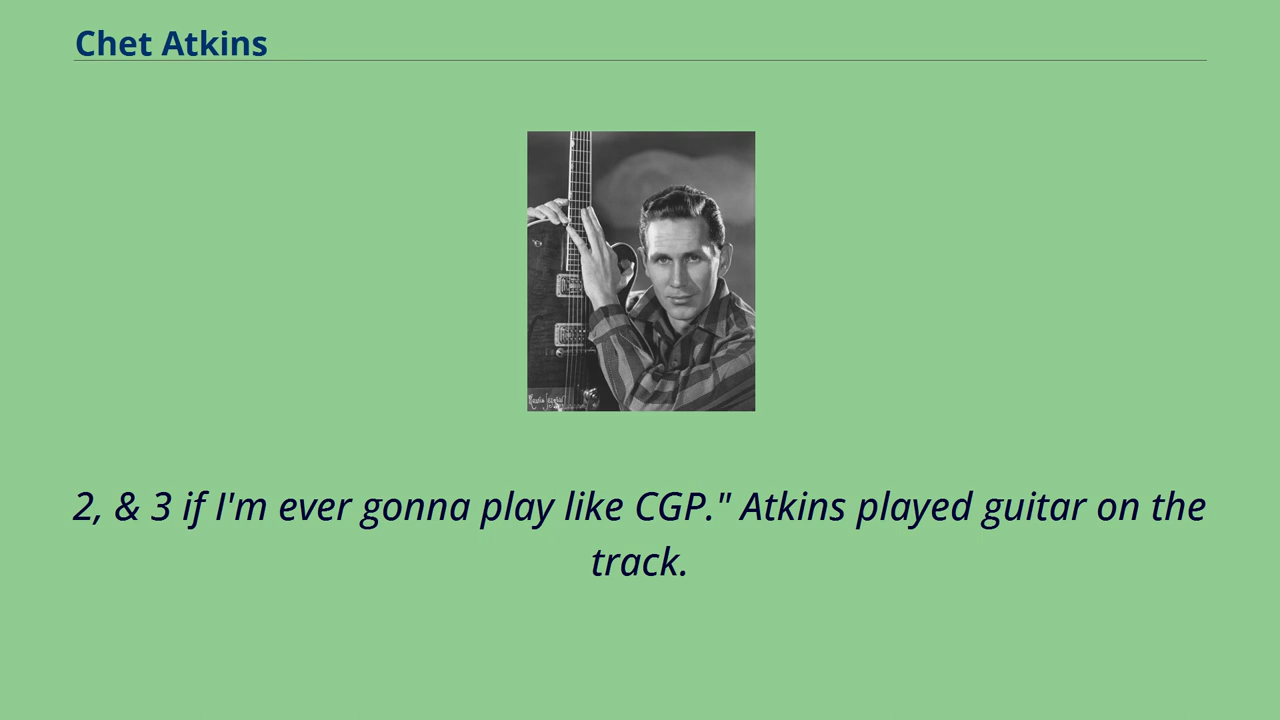 Chet Atkins
2, & 3 if I'm ever gonna play like CGP." Atkins played guitar on the
track.